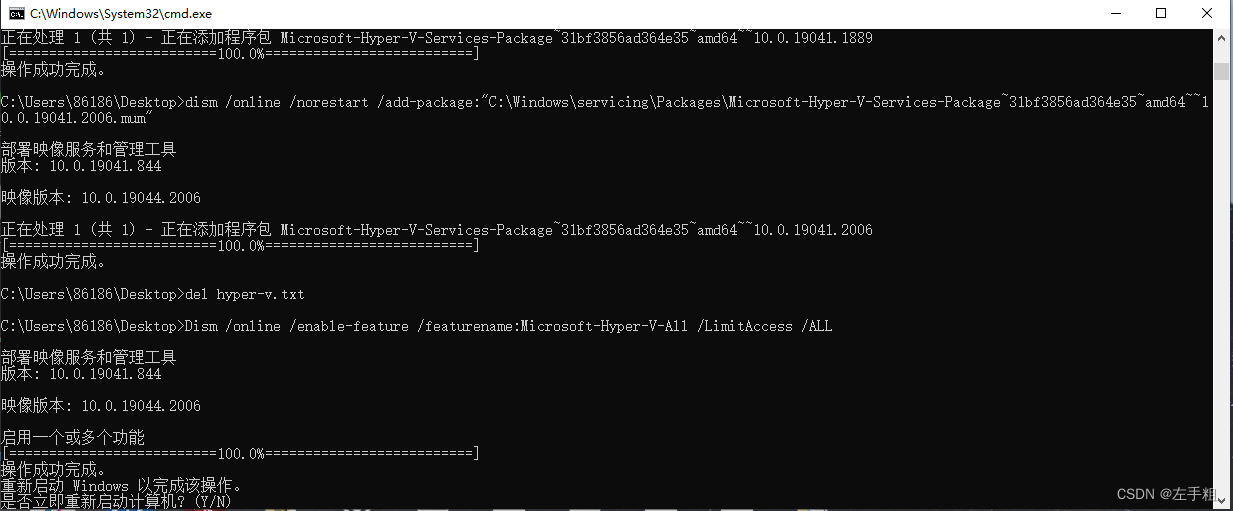 C:\Windows\System32\cmd.exe
正在处理 1 (共 1) - 正在添加程序包 Microsoft-Hyper-V-Services-Package~31bf3856ad364e35~amd64~~10.0.19041.1889
[==========================100.0%==========================]
操作成功完成。
C:\Users\86186\Desktop>dism /online /norestart /add-package:"C:\Windows\servicing\Packages\Microsoft-Hyper-V-Services-Package~31bf3856ad364e35~amd64~~1
0.0.19041.2006.mum"
部署映像服务和管理工具
版本: 10.0.19041.844
映像版本: 10.0.19044.2006
正在处理 1 (共 1) - 正在添加程序包 Microsoft-Hyper-V-Services-Package~31bf3856ad364e35~amd64~~10.0.19041.2006
[==========================100.0%==========================]
操作成功完成。
C:\Users\86186\Desktop>del hyper-v.txt
C:\Users\86186\Desktop>Dism /online /enable-feature /featurename:Microsoft-Hyper-V-All /LimitAccess /ALL
部署映像服务和管理工具
版本: 10.0.19041.844
映像版本: 10.0.19044.2006
启用一个或多个功能
[==========================100.0%==========================]
操作成功完成。
重新启动 Windows 以完成该操作。
是否立即重新启动计算机? (Y/N)
CSDN @左手粗